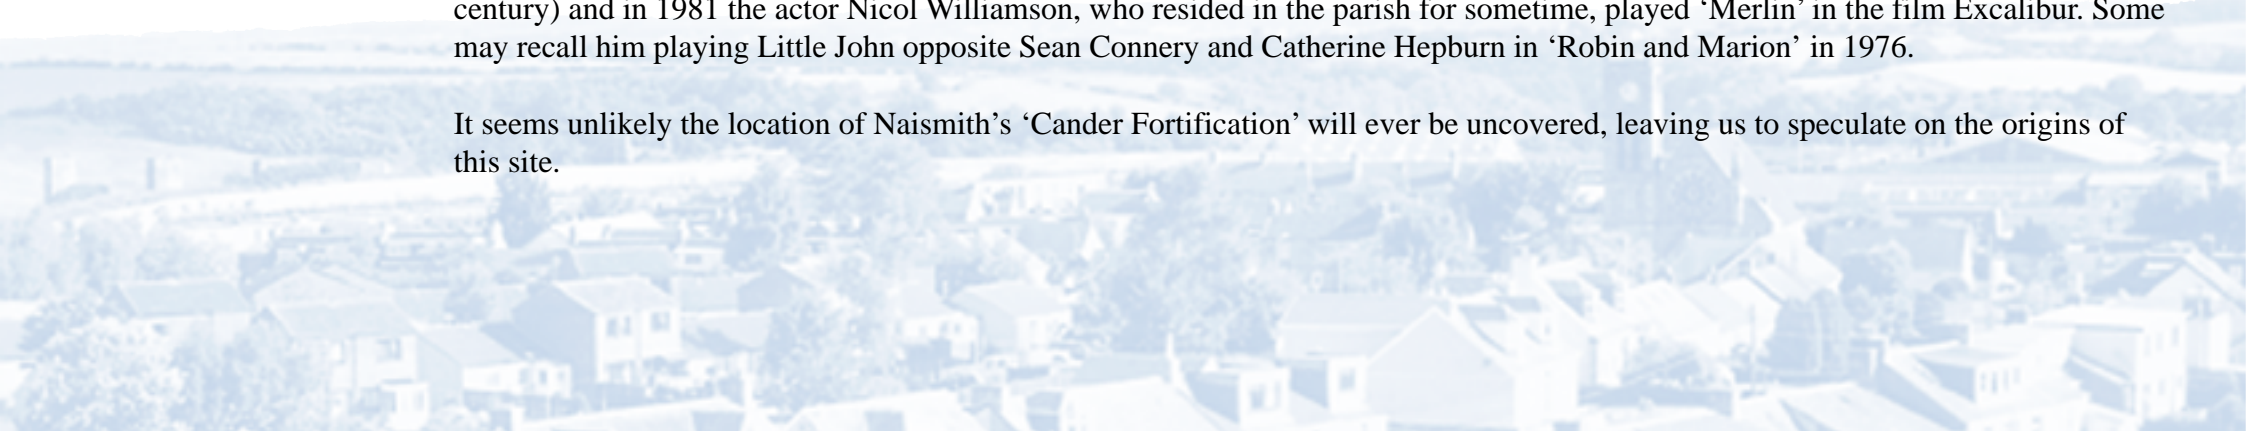 century) and in 1981 the actor Nicol Williamson, who resided in the parish for sometime, played ‘Merlin’ in the film Excalibur. Some
may recall him playing Little John opposite Sean Connery and Catherine Hepburn in ‘Robin and Marion’ in 1976.
It seems unlikely the location of Naismith’s ‘Cander Fortification’ will ever be uncovered, leaving us to speculate on the origins of
this site.